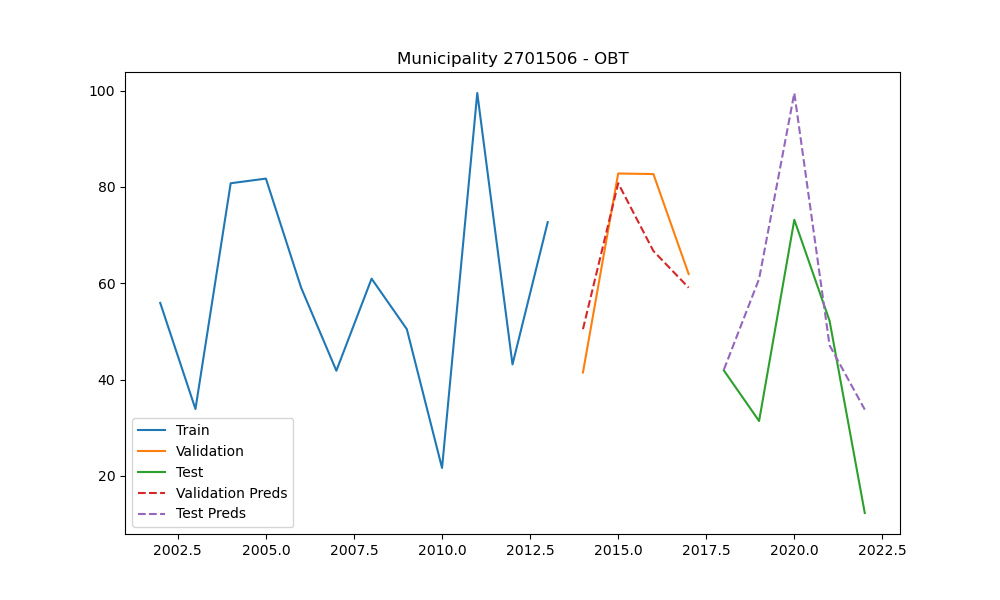 Municipality 2701506 - OBT
100
80
60
40
20
Train
Validation
Test
Validation Preds
Test Preds
2002.5 2005.0 2007.5 2010.0 2012.5 2015.0 2017.5 2020.0 2022.5